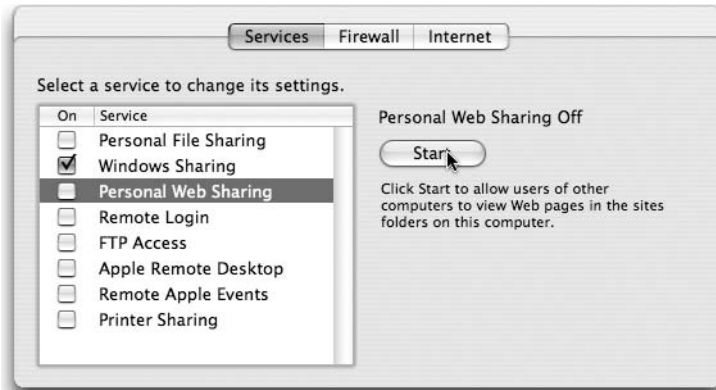 Services Firewall Internet
Select a service to change its settings.
On Service
Personal File Sharing
Windows Sharing
Personal Web Sharing
Remote Login
FTP Access
Apple Remote Desktop
Remote Apple Events
Printer Sharing
Personal Web Sharing Off
Start
Click Start to allow users of other
computers to view Web pages in the sites
folders on this computer.